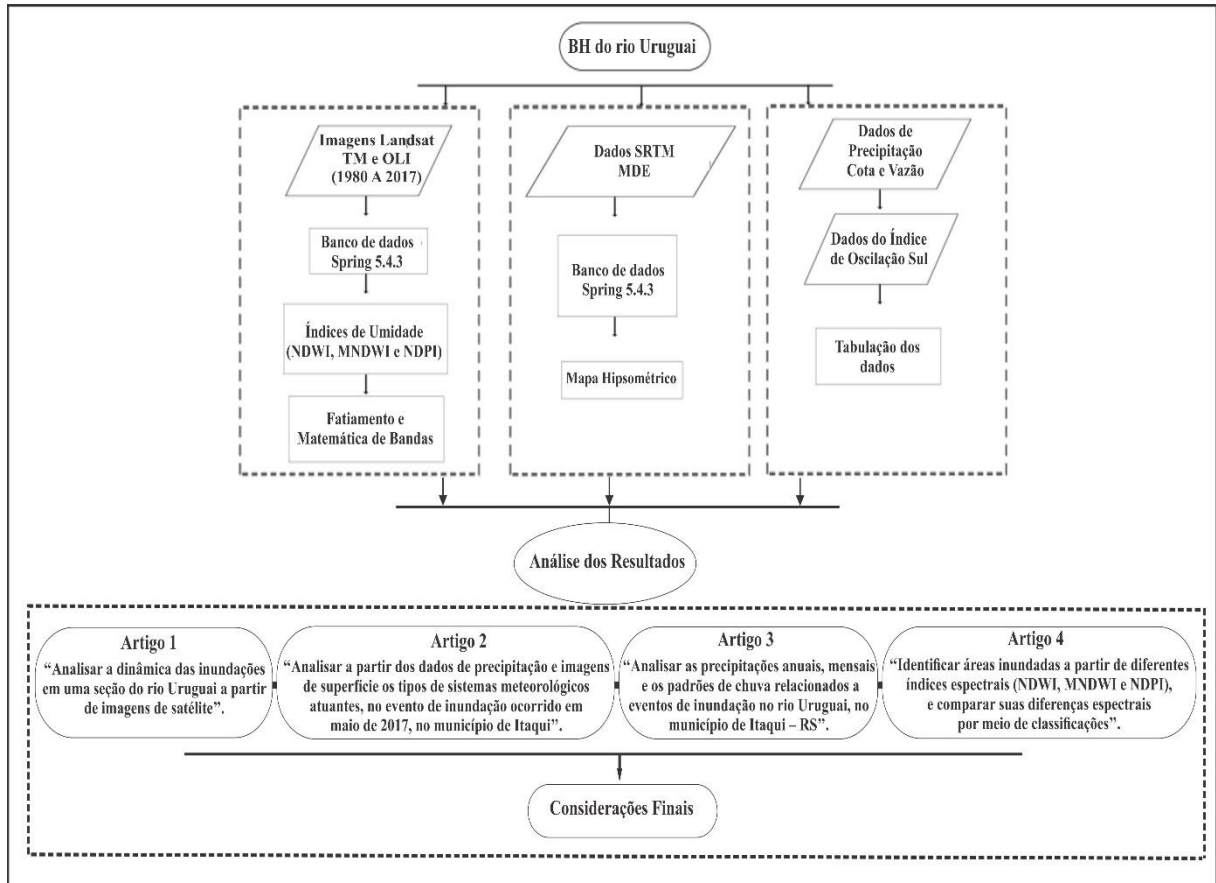 BH do rio Uruguai
Imagens Landsat
TM e OLI
(1980 A 2017)
Banco de dados
Spring 5.4.3
Índices de Umidade
(NDWI, MNDWI e NDPI)
Fatiamento e
Matemática de Bandas
Dados SRTM
MDE
Banco de dados
Spring 5.4.3
Mapa Hipsométrico
Dados de
Precipitação
Cota e Vazão
Dados do Índice
de Oscilação Sul
Tabulação dos
dados
Análise dos Resultados
Artigo 1
“Analisar a dinâmica das inundações
em uma seção do rio Uruguai a partir
de imagens de satélite”.
Artigo 2
“Analisar a partir dos dados de precipitação e imagens
de superfície os tipos de sistemas meteorológicos
atuantes, no evento de inundação ocorrido em
maio de 2017, no município de Itaqui”.
Artigo 3
“Analisar as precipitações anuais, mensais
e os padrões de chuva relacionados a
eventos de inundação no rio Uruguai, no
município de Itaqui – RS”.
Artigo 4
“Identificar áreas inundadas a partir de diferentes
índices espectrais (NDWI, MNDWI e NDPI),
e comparar suas diferenças espectrais
por meio de classificações”.
Considerações Finais